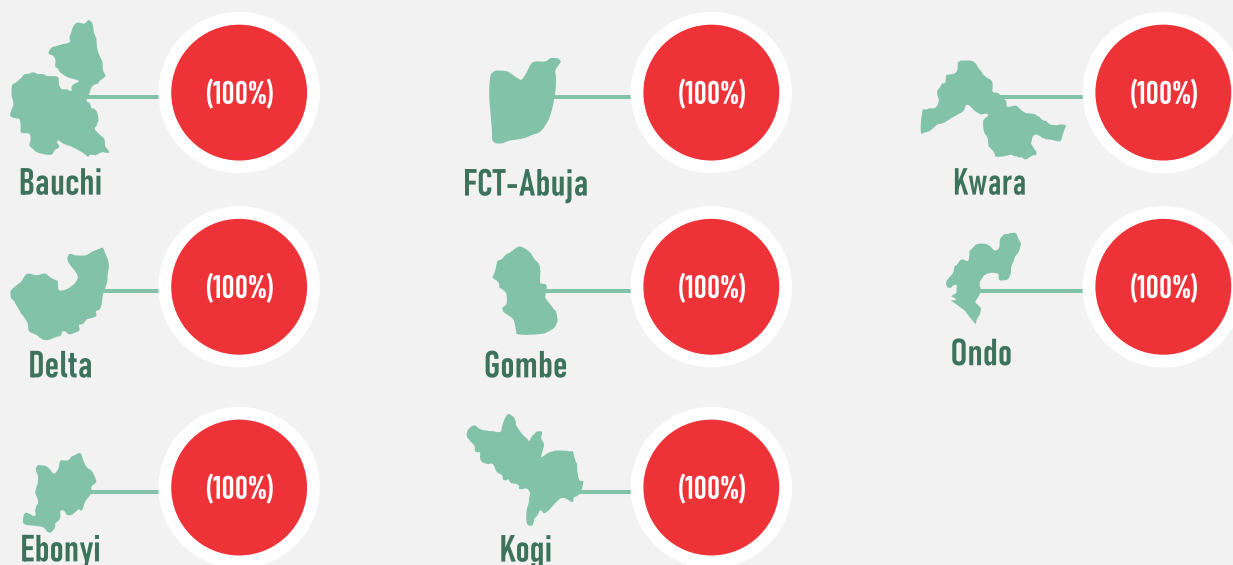 (100%)
Bauchi
(100%)
FCT-Abuja
(100%)
Kwara
(100%)
Delta
(100%)
Gombe
(100%)
Ondo
(100%)
Ebonyi
(100%)
Kogi